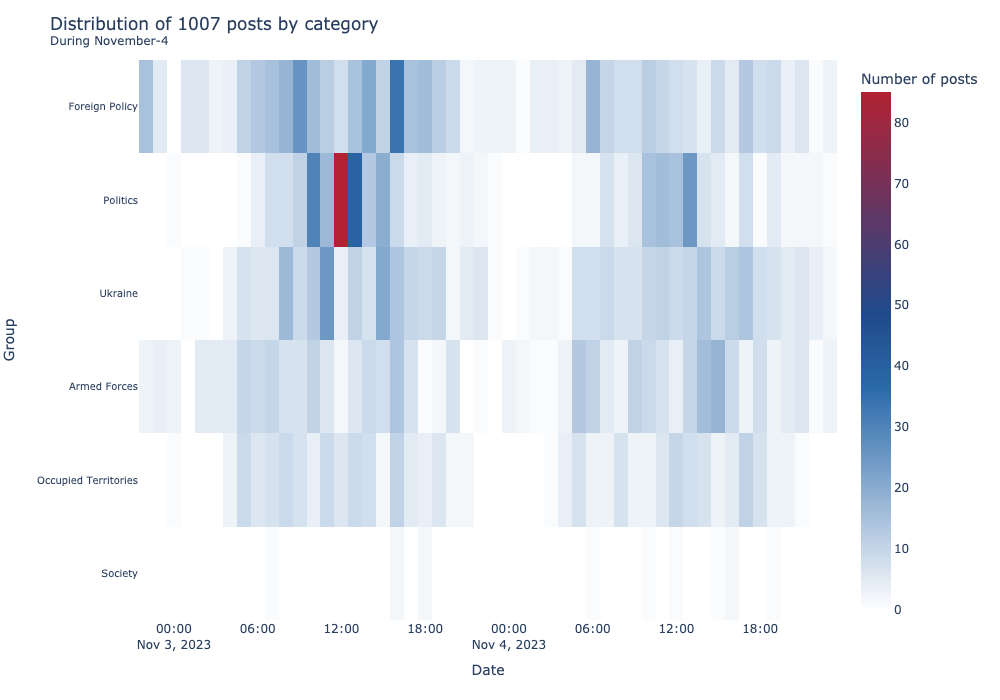 Distribution of 1007 posts by category
During November-4
Number of posts
80
70
60
50
40
30
20
10
0
Group
Foreign Policy
Politics
Ukraine
Armed Forces
Occupied Territories
Society
00:00 06:00 12:00 18:00 00:00 06:00 12:00 18:00
Nov 3, 2023 Nov 4, 2023
Date